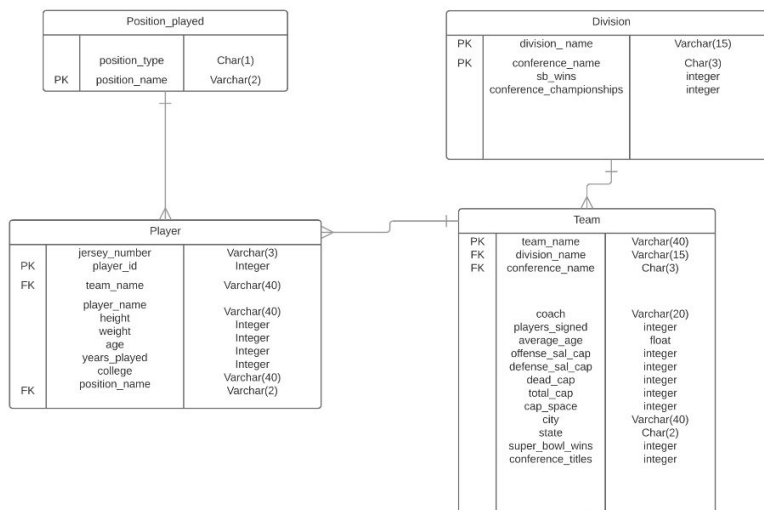 Position_played
position_type Char(1)
PK position_name Varchar(2)
Division
PK division_ name Varchar(15)
PK conference_name Char(3)
sb_wins integer
conference_championships integer
Player
jersey_number Varchar(3)
PK player_id Integer
FK team_name Varchar(40)
player_name Varchar(40)
height Integer
weight Integer
age Integer
years_played Integer
college Varchar(40)
FK position_name Varchar(2)
Team
PK team_name Varchar(40)
FK division_name Varchar(15)
FK conference_name Char(3)
coach Varchar(20)
players_signed integer
average_age float
offense_sal_cap integer
defense_sal_cap integer
dead_cap integer
total_cap integer
cap_space integer
city Varchar(40)
state Char(2)
super_bowl_wins integer
conference_titles integer